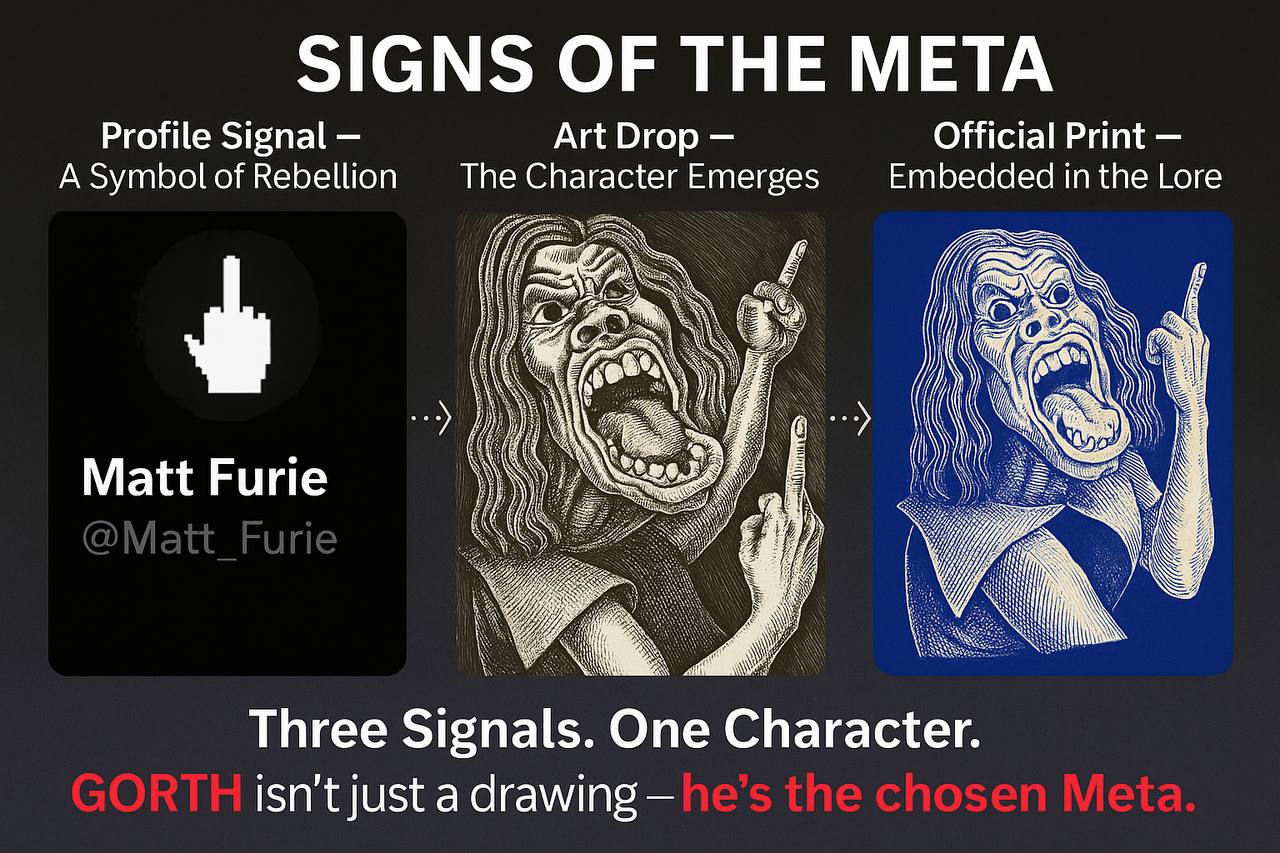 SIGNS OF THE META
Profile Signal –
A Symbol of Rebellion
Art Drop –
The Character Emerges
Official Print –
Embedded in the Lore
Matt Furie
@Matt_Furie
Three Signals. One Character.
GORTH isn't just a drawing – he's the chosen Meta.